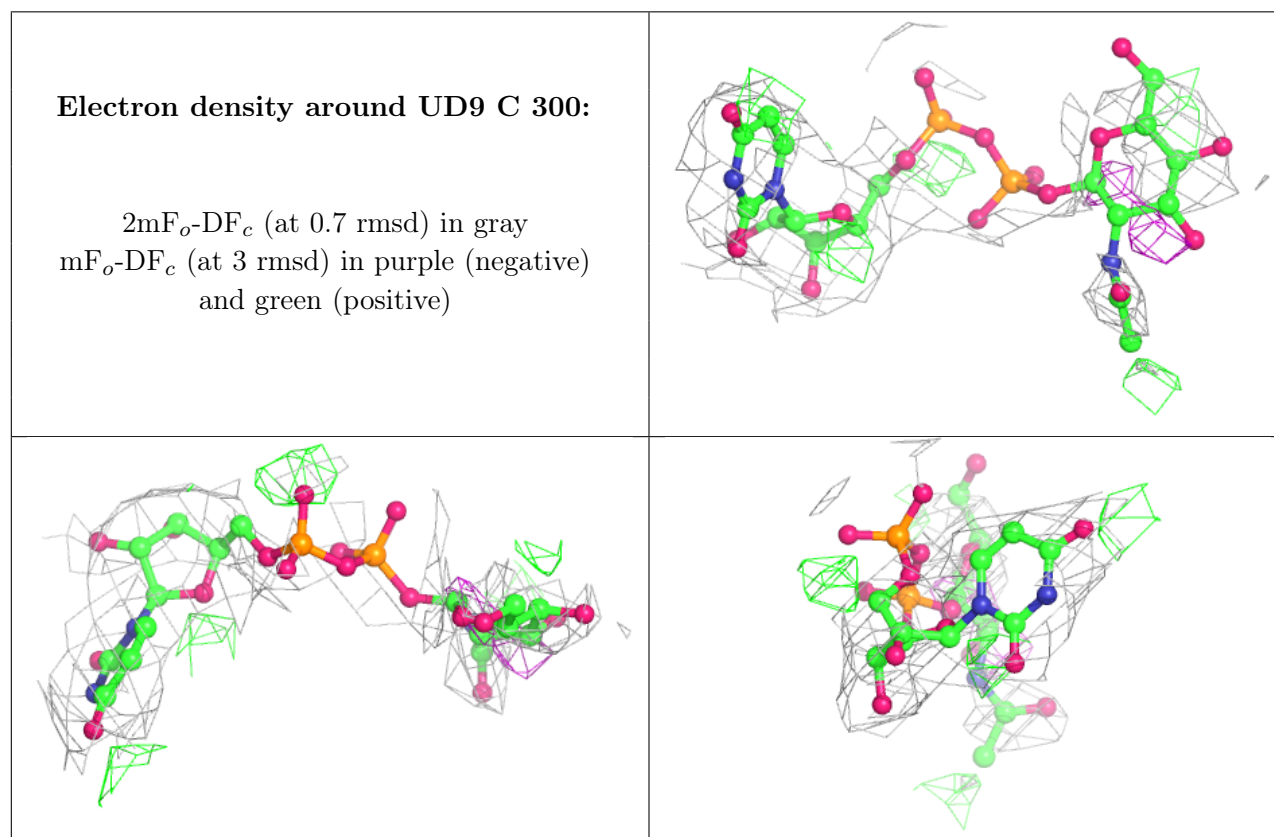 Electron density around UD9 C 300:
2mFₒ-DF𝑐 (at 0.7 rmsd) in gray
mFₒ-DF𝑐 (at 3 rmsd) in purple (negative)
and green (positive)